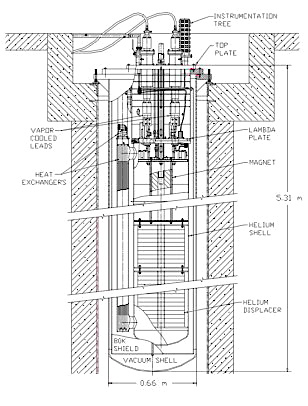 INSTRUMENTATION
TREE
TOP
PLATE
VAPOR
COOLED
LEADS
LAMBDA
PLATE
HEAT
EXCHANGERS
MAGNET
5.31 m
HELIUM
SHELL
HELIUM
DISPLACER
80K
SHIELD
VACUUM SHELL
0.66 m